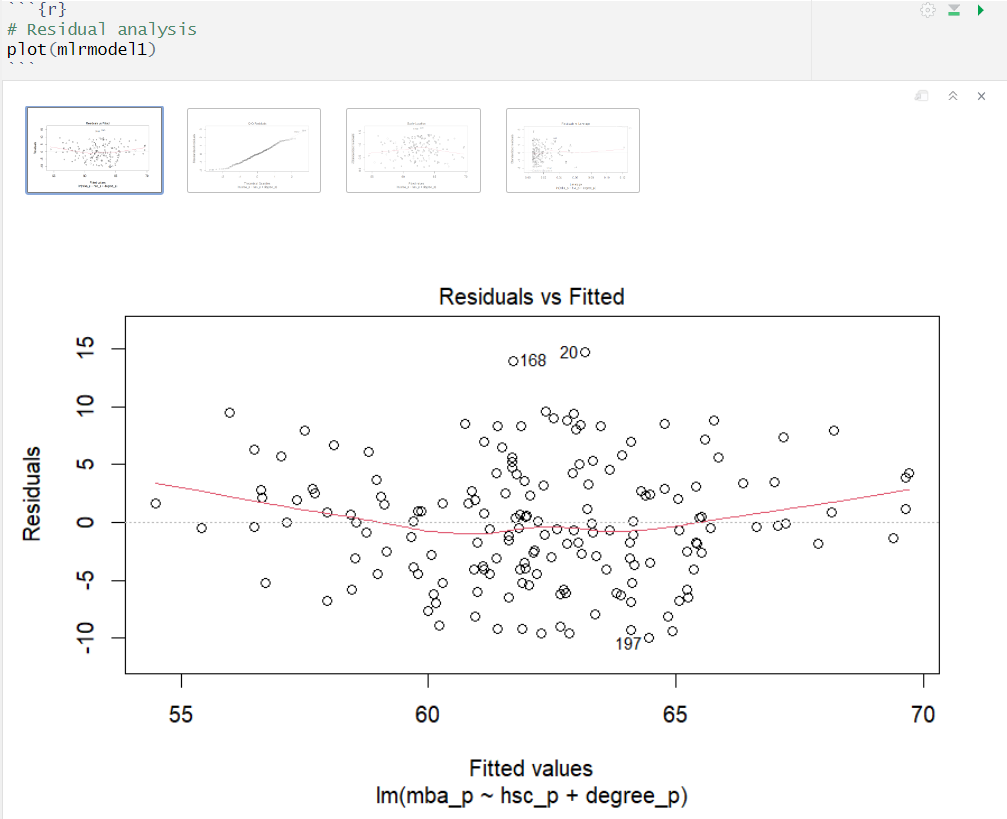 ```{r}
# Residual analysis
plot(mlrmodel1)
```
Residuals vs Fitted
15
10
5
0
-5
-10
Residuals
168
20
197
55
60
65
70
Fitted values
lm(mba_p ~ hsc_p + degree_p)